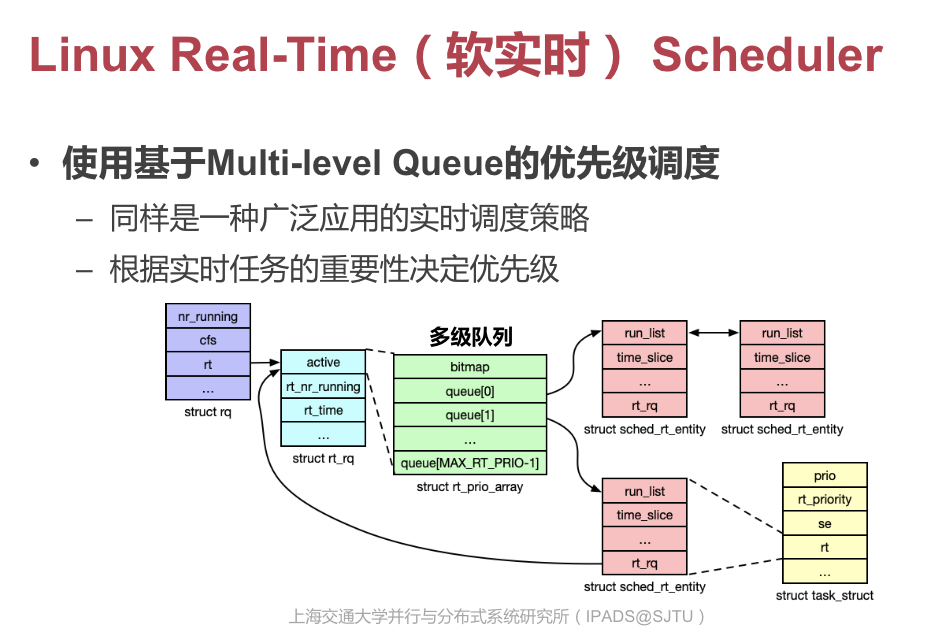 Linux Real-Time（软实时） Scheduler
• 使用基于Multi-level Queue的优先级调度
– 同样是一种广泛应用的实时调度策略
– 根据实时任务的重要性决定优先级
nr_running
cfs
rt
...
struct rq
active
rt_nr_running
rt_time
...
struct rt_rq
多级队列
bitmap
queue[0]
queue[1]
...
queue[MAX_RT_PRIO-1]
struct rt_prio_array
run_list
time_slice
...
rt_rq
struct sched_rt_entity
run_list
time_slice
...
rt_rq
struct sched_rt_entity
run_list
time_slice
...
rt_rq
struct sched_rt_entity
prio
rt_priority
se
rt
...
struct task_struct
上海交通大学并行与分布式系统研究所（IPADS@SJTU）